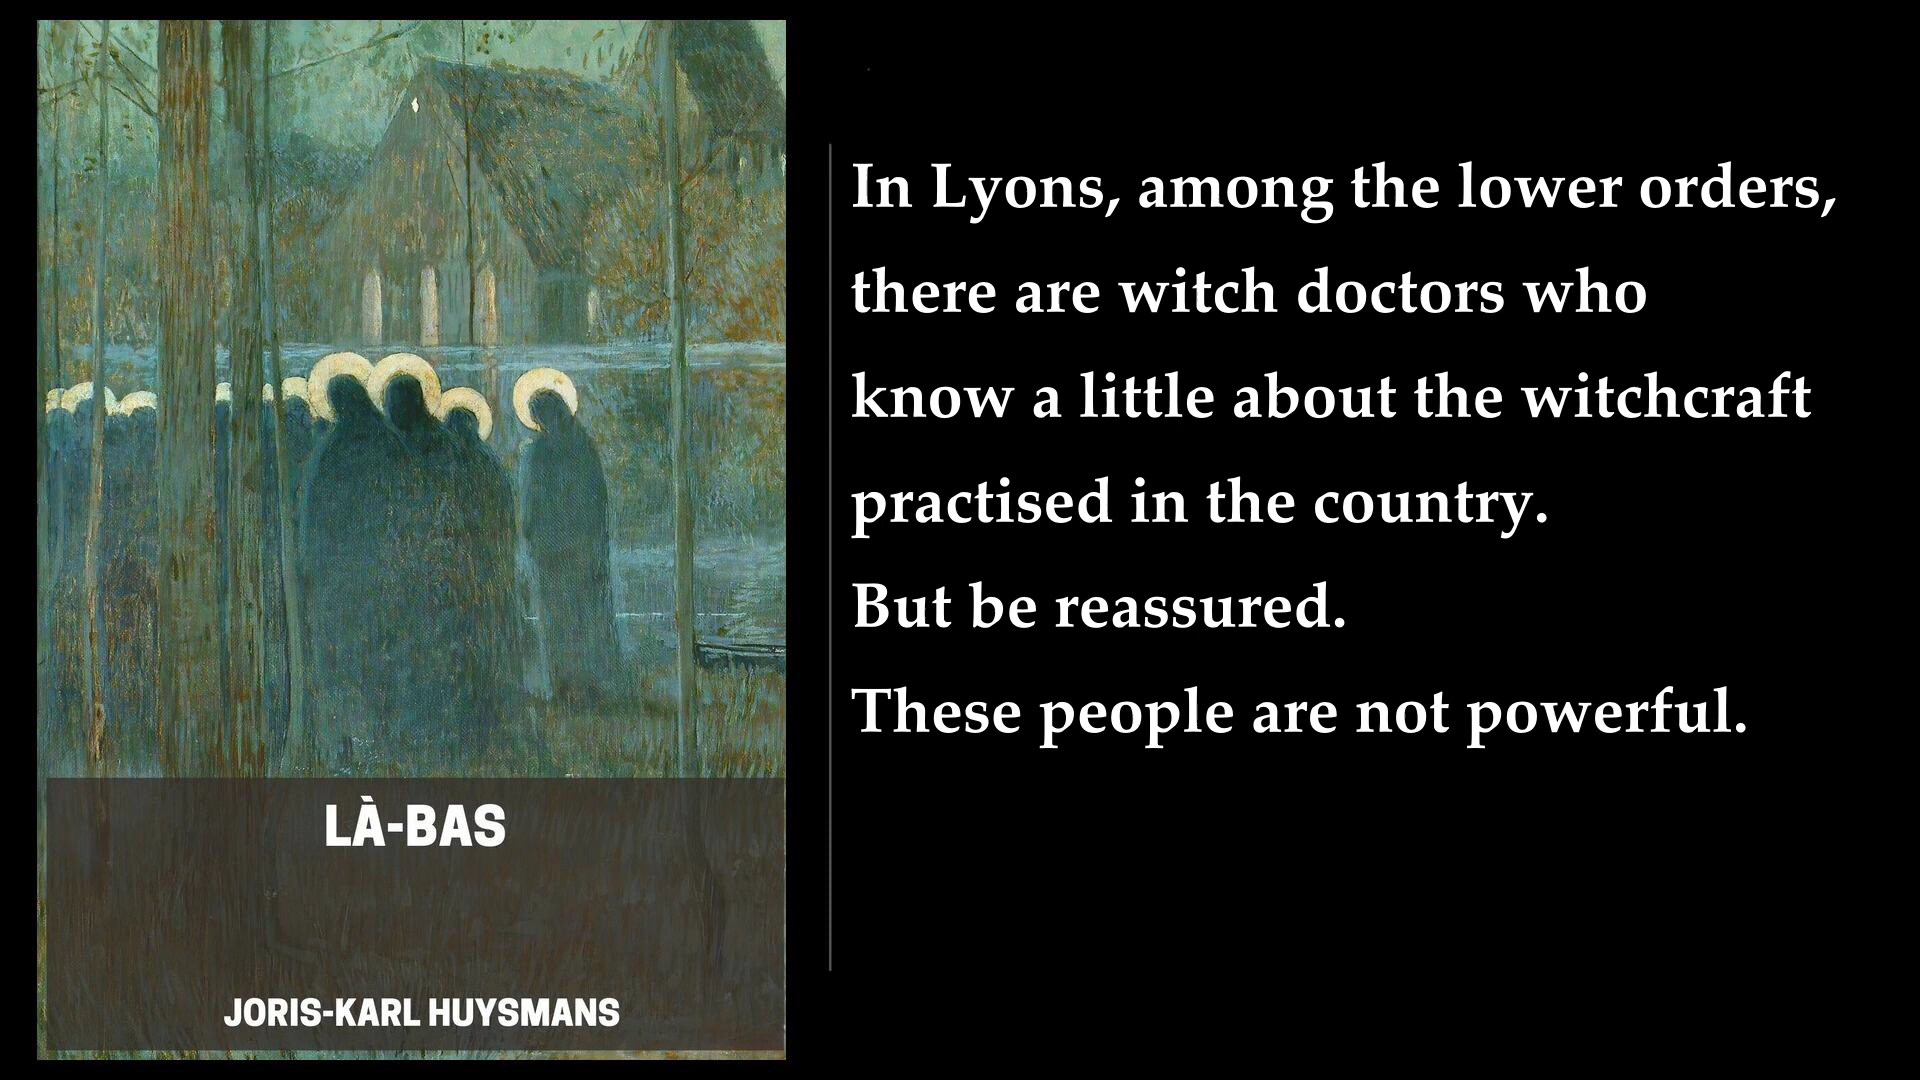 LÀ-BAS
JORIS-KARL HUYSMANS
In Lyons, among the lower orders,
there are witch doctors who
know a little about the witchcraft
practised in the country.
But be reassured.
These people are not powerful.